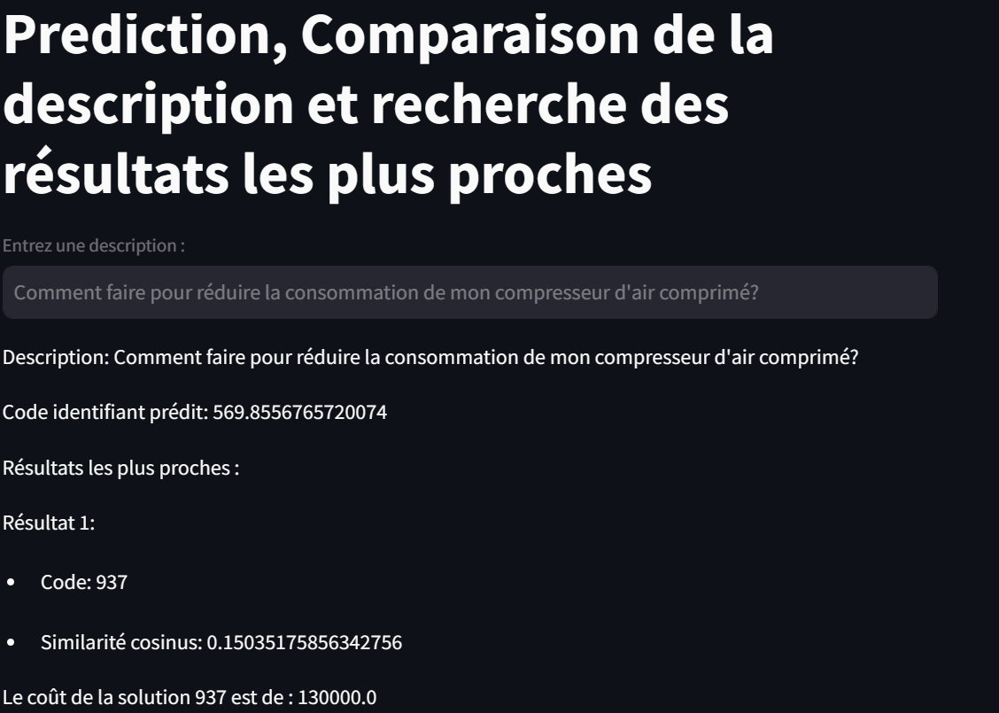 Prediction, Comparaison de la
description et recherche des
résultats les plus proches
Entrez une description :
Comment faire pour réduire la consommation de mon compresseur d'air comprimé?
Description: Comment faire pour réduire la consommation de mon compresseur d'air comprimé?
Code identifiant prédit: 569.8556765720074
Résultats les plus proches :
Résultat 1:
• Code: 937
• Similarité cosinus: 0.15035175856342756
Le coût de la solution 937 est de : 130000.0